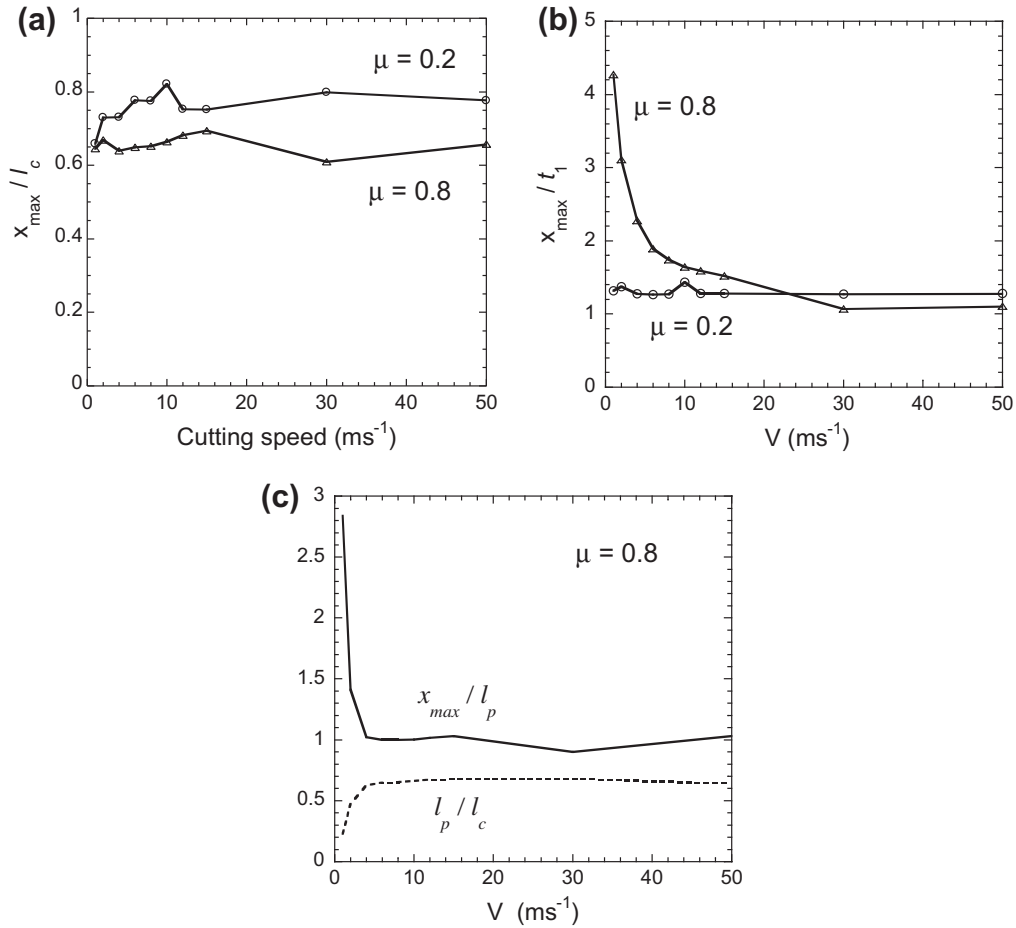 (a)
1
0.8
0.6
0.4
0.2
0
x_max / l_c
μ = 0.2
μ = 0.8
0 10 20 30 40 50
Cutting speed (ms⁻¹)
(b)
5
4
3
2
1
0
x_max / t_1
μ = 0.8
μ = 0.2
0 10 20 30 40 50
V (ms⁻¹)
(c)
3
2.5
2
1.5
1
0.5
0
μ = 0.8
x_max / l_p
l_p / l_c
0 10 20 30 40 50
V (ms⁻¹)